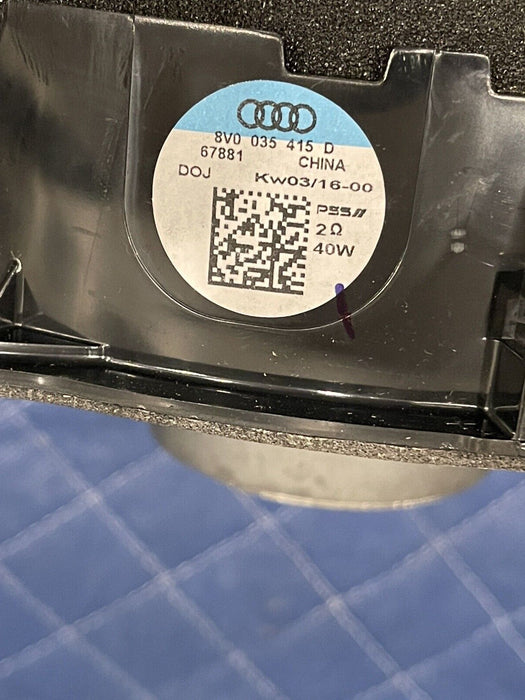 8V0 035 415 D
67881 CHINA
DOJ Kw03/16-00
PSS
2Ω
40W